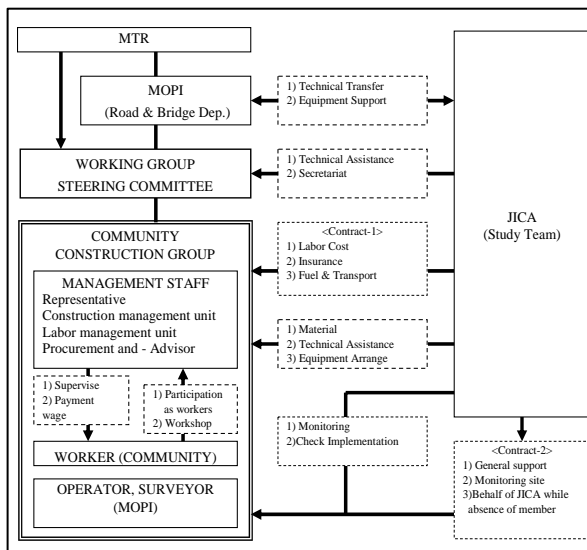 MTR
MOPI
(Road & Bridge Dep.)
1) Technical Transfer
2) Equipment Support
WORKING GROUP
STEERING COMMITTEE
1) Technical Assistance
2) Secretariat
JICA
(Study Team)
COMMUNITY
CONSTRUCTION GROUP
<Contract-1>
1) Labor Cost
2) Insurance
3) Fuel & Transport
MANAGEMENT STAFF
Representative
Construction management unit
Labor management unit
Procurement and - Advisor
1) Material
2) Technical Assistance
3) Equipment Arrange
1) Supervise
2) Payment
wage
1) Participation
as workers
2) Workshop
1) Monitoring
2)Check Implementation
WORKER (COMMUNITY)
<Contract-2>
1) General support
2) Monitoring site
3)Behalf of JICA while
absence of member
OPERATOR, SURVEYOR
(MOPI)